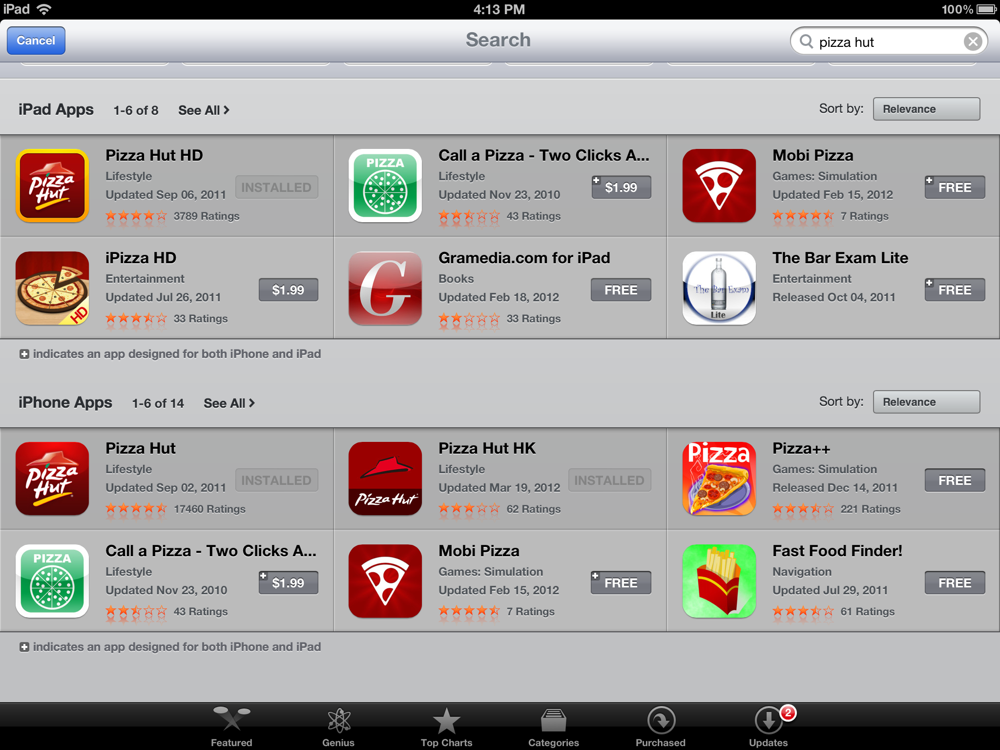 iPad 4:13 PM 100%
Cancel Search pizza hut
iPad Apps 1-6 of 8 See All Sort by: Relevance
Pizza Hut
Pizza Hut HD
Lifestyle
Updated Sep 06, 2011
INSTALLED
3789 Ratings
PIZZA
Call a Pizza - Two Clicks A...
Lifestyle
Updated Nov 23, 2010
$1.99
43 Ratings
Mobi Pizza
Games: Simulation
Updated Feb 15, 2012
FREE
7 Ratings
HD
iPizza HD
Entertainment
Updated Jul 26, 2011
$1.99
33 Ratings
G
Gramedia.com for iPad
Books
Updated Feb 18, 2012
FREE
33 Ratings
The Bar Exam
Lite
The Bar Exam Lite
Entertainment
Released Oct 04, 2011
FREE
indicates an app designed for both iPhone and iPad
iPhone Apps 1-6 of 14 See All Sort by: Relevance
Pizza Hut
Pizza Hut
Lifestyle
Updated Sep 02, 2011
INSTALLED
17460 Ratings
Pizza Hut
Pizza Hut HK
Lifestyle
Updated Mar 19, 2012
INSTALLED
62 Ratings
Pizza
Pizza++
Games: Simulation
Released Dec 14, 2011
FREE
221 Ratings
PIZZA
Call a Pizza - Two Clicks A...
Lifestyle
Updated Nov 23, 2010
$1.99
43 Ratings
Mobi Pizza
Games: Simulation
Updated Feb 15, 2012
FREE
7 Ratings
Fast Food Finder!
Navigation
Updated Jul 29, 2011
FREE
61 Ratings
indicates an app designed for both iPhone and iPad
2
Featured Genius Top Charts Categories Purchased Updates